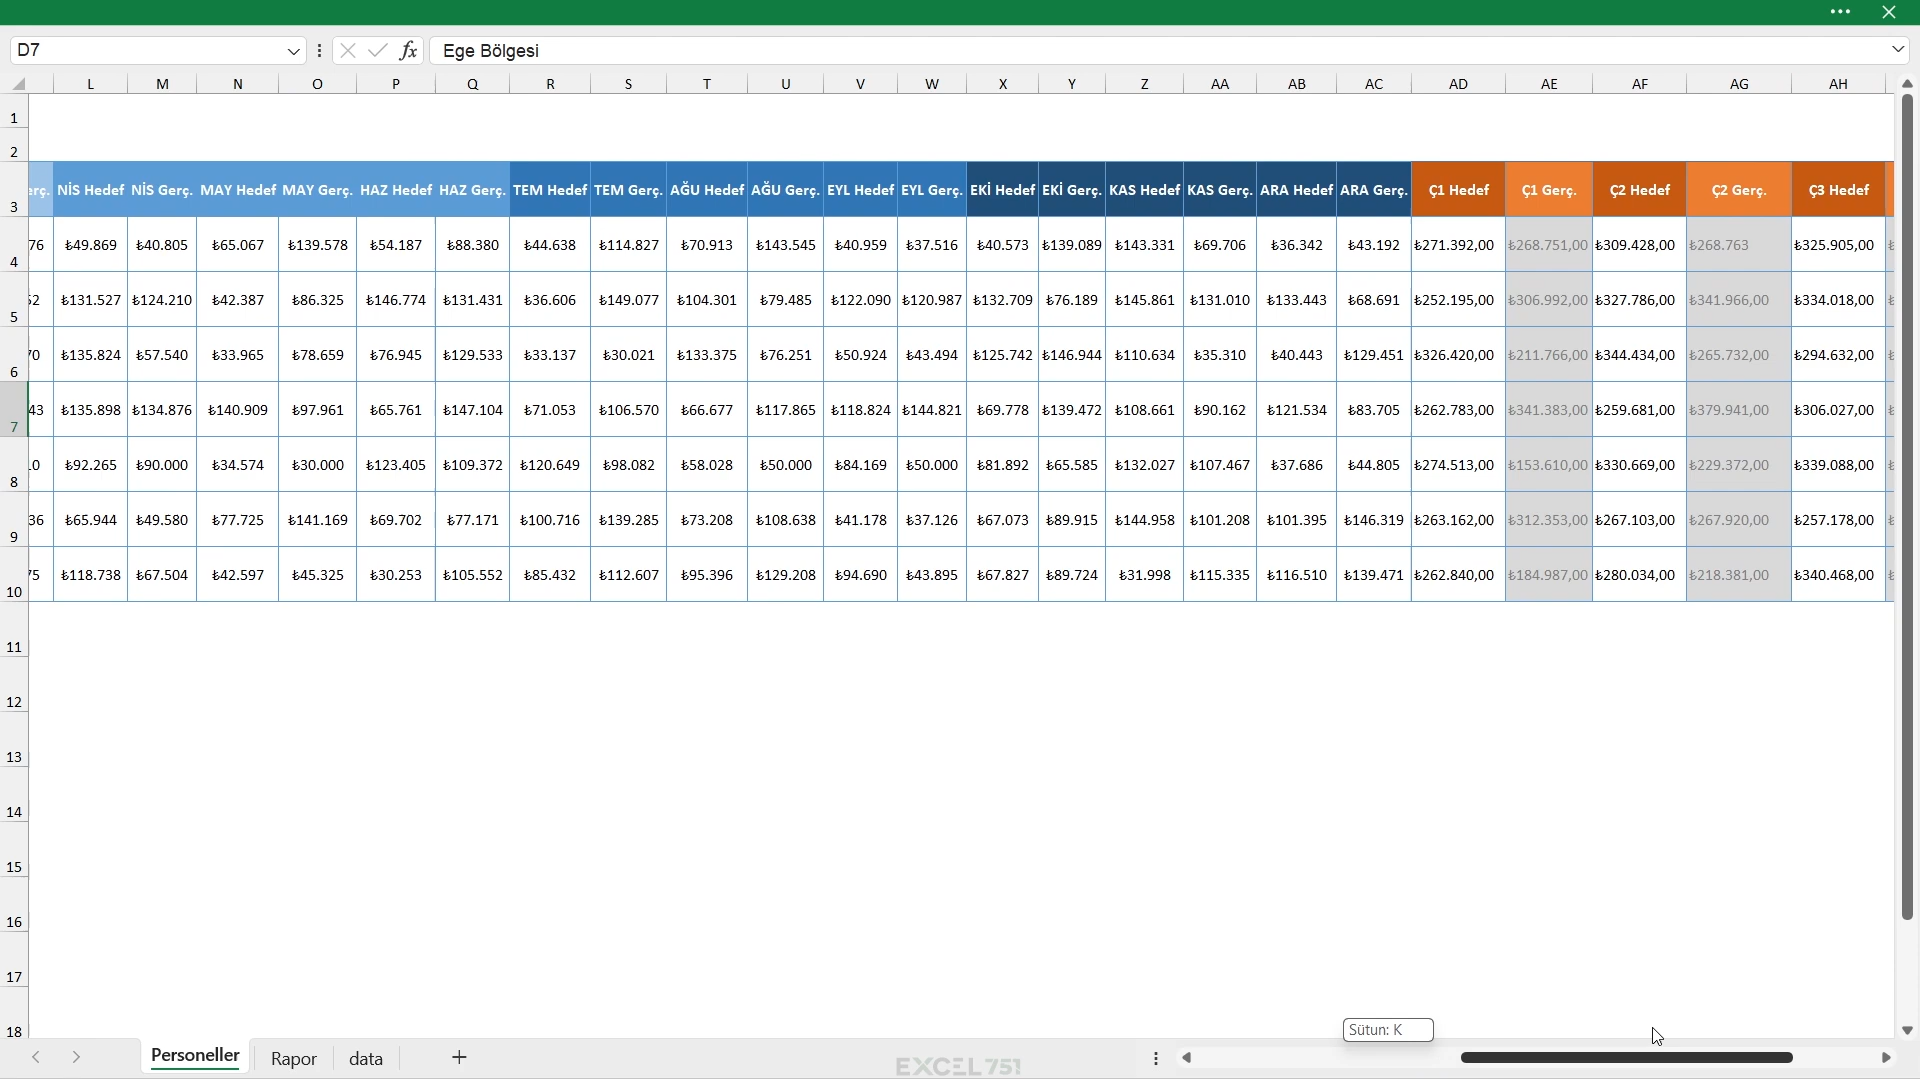 D7 fx Ege Bölgesi
L M N O P Q R S T U V W X Y Z AA AB AC AD AE AF AG AH
1
2
3 NİS Hedef NİS Gerç. MAY Hedef MAY Gerç. HAZ Hedef HAZ Gerç. TEM Hedef TEM Gerç. AĞU Hedef AĞU Gerç. EYL Hedef EYL Gerç. EKİ Hedef EKİ Gerç. KAS Hedef KAS Gerç. ARA Hedef ARA Gerç. Ç1 Hedef Ç1 Gerç. Ç2 Hedef Ç2 Gerç. Ç3 Hedef
4 76 ₺49.869 ₺40.805 ₺65.067 ₺139.578 ₺54.187 ₺88.380 ₺44.638 ₺114.827 ₺70.913 ₺143.545 ₺40.959 ₺37.516 ₺40.573 ₺139.089 ₺143.331 ₺69.706 ₺36.342 ₺43.192 ₺271.392,00 ₺268.751,00 ₺309.428,00 ₺268.763 ₺325.905,00
5 ₺131.527 ₺124.210 ₺42.387 ₺86.325 ₺146.774 ₺131.431 ₺36.606 ₺149.077 ₺104.301 ₺79.485 ₺122.090 ₺120.987 ₺132.709 ₺76.189 ₺145.861 ₺131.010 ₺133.443 ₺68.691 ₺252.195,00 ₺306.992,00 ₺327.786,00 ₺341.966,00 ₺334.018,00
6 ₺135.824 ₺57.540 ₺33.965 ₺78.659 ₺76.945 ₺129.533 ₺33.137 ₺30.021 ₺133.375 ₺76.251 ₺50.924 ₺43.494 ₺125.742 ₺146.944 ₺110.634 ₺35.310 ₺40.443 ₺129.451 ₺326.420,00 ₺211.766,00 ₺344.434,00 ₺265.732,00 ₺294.632,00
7 43 ₺135.898 ₺134.876 ₺140.909 ₺97.961 ₺65.761 ₺147.104 ₺71.053 ₺106.570 ₺66.677 ₺117.865 ₺118.824 ₺144.821 ₺69.778 ₺139.472 ₺108.661 ₺90.162 ₺121.534 ₺83.705 ₺262.783,00 ₺341.383,00 ₺259.681,00 ₺379.941,00 ₺306.027,00
8 ₺92.265 ₺90.000 ₺34.574 ₺30.000 ₺123.405 ₺109.372 ₺120.649 ₺98.082 ₺58.028 ₺50.000 ₺84.169 ₺50.000 ₺81.892 ₺65.585 ₺132.027 ₺107.467 ₺37.686 ₺44.805 ₺274.513,00 ₺153.610,00 ₺330.669,00 ₺229.372,00 ₺339.088,00
9 36 ₺65.944 ₺49.580 ₺77.725 ₺141.169 ₺69.702 ₺77.171 ₺100.716 ₺139.285 ₺73.208 ₺108.638 ₺41.178 ₺37.126 ₺67.073 ₺89.915 ₺144.958 ₺101.208 ₺101.395 ₺146.319 ₺263.162,00 ₺312.353,00 ₺267.103,00 ₺267.920,00 ₺257.178,00
10 ₺118.738 ₺67.504 ₺42.597 ₺45.325 ₺30.253 ₺105.552 ₺85.432 ₺112.607 ₺95.396 ₺129.208 ₺94.690 ₺43.895 ₺67.827 ₺89.724 ₺31.998 ₺115.335 ₺116.510 ₺139.471 ₺262.840,00 ₺184.987,00 ₺280.034,00 ₺218.381,00 ₺340.468,00
11
12
13
14
15
16
17
18
Sütun: K
Personeller Rapor data
EXCEL 751